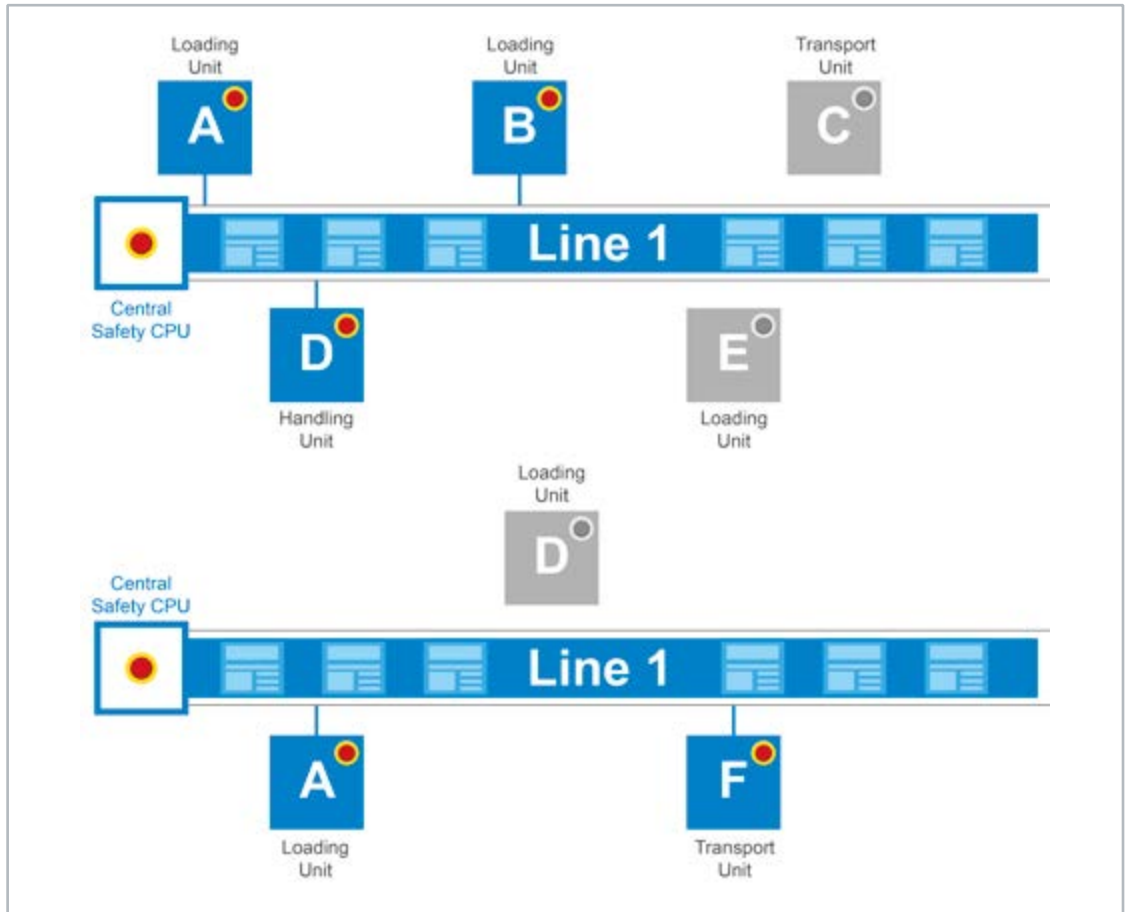 Loading
Unit
A
Loading
Unit
B
Transport
Unit
C
Line 1
Central
Safety CPU
D
Handling
Unit
E
Loading
Unit
Loading
Unit
D
Central
Safety CPU
Line 1
A
Loading
Unit
F
Transport
Unit